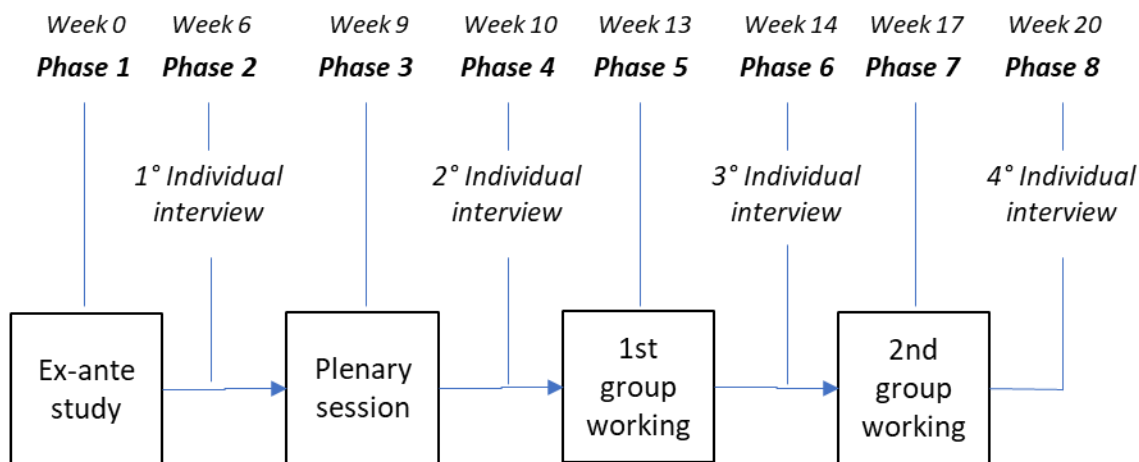 Week 0 Week 6 Week 9 Week 10 Week 13 Week 14 Week 17 Week 20
Phase 1 Phase 2 Phase 3 Phase 4 Phase 5 Phase 6 Phase 7 Phase 8
1° Individual
interview
2° Individual
interview
3° Individual
interview
4° Individual
interview
Ex-ante
study
Plenary
session
1st
group
working
2nd
group
working